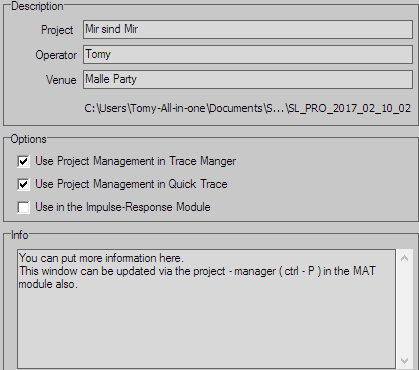 Description
Project Mir sind Mir
Operator Tomy
Venue Malle Party
C:\Users\Tomy-All-in-one\Documents\S...\SL_PRO_2017_02_10_02
Options
Use Project Management in Trace Manger
Use Project Management in Quick Trace
Use in the Impulse-Response Module
Info
You can put more information here.
This window can be updated via the project - manager ( ctrl - P ) in the MAT
module also.